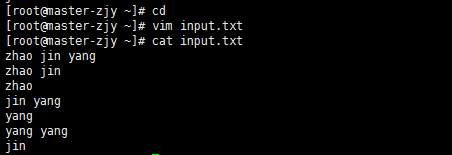 [root@master-zjy ~]# cd
[root@master-zjy ~]# vim input.txt
[root@master-zjy ~]# cat input.txt
zhao jin yang
zhao jin
zhao
jin yang
yang
yang yang
jin